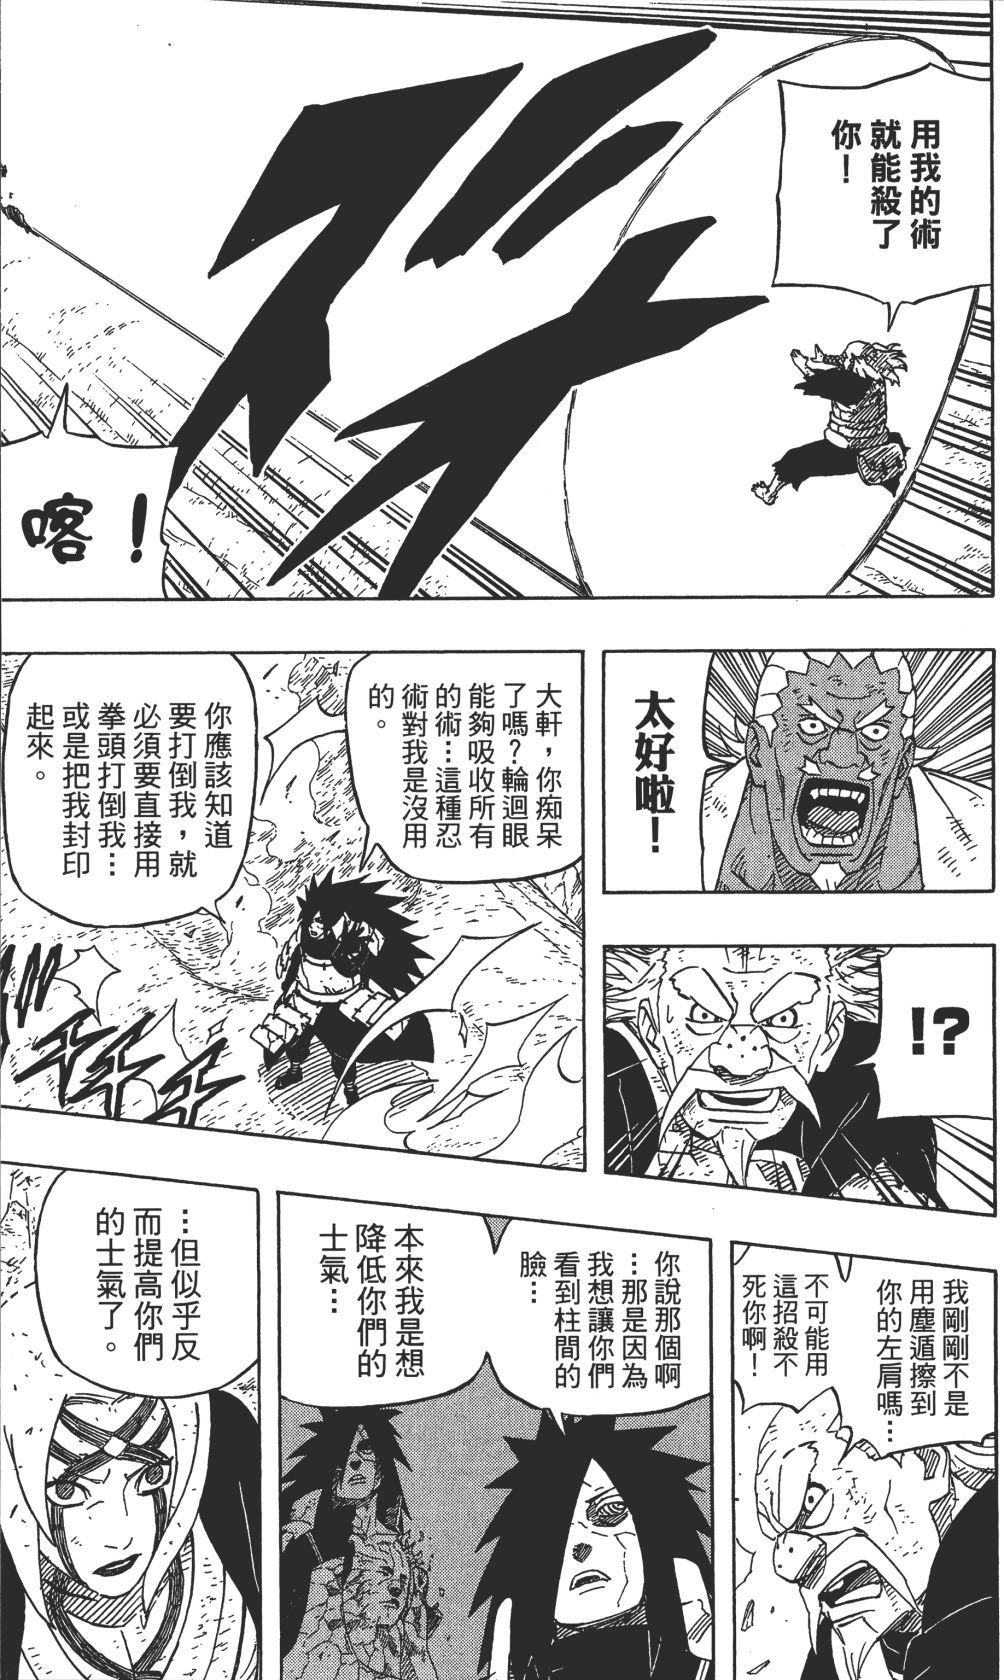 用我的術
就能殺了
你！
喀！
太好啦！
!?
大軒，你痴呆
了嗎？輪迴眼
能夠吸收所有
的術…這種忍
術對我是沒用
的。
你應該知道
要打倒我，就
必須要直接用
拳頭打倒我…
或是把我封印
起來。
我剛剛不是
用塵遁擦到
你的左肩嗎…
不可能用
這招殺不
死你啊！
你說那個啊
…那是因為
我想讓你們
看到柱間的
臉…
本來我是想
降低你們的
士氣…
…但似乎反
而提高你們
的士氣了。